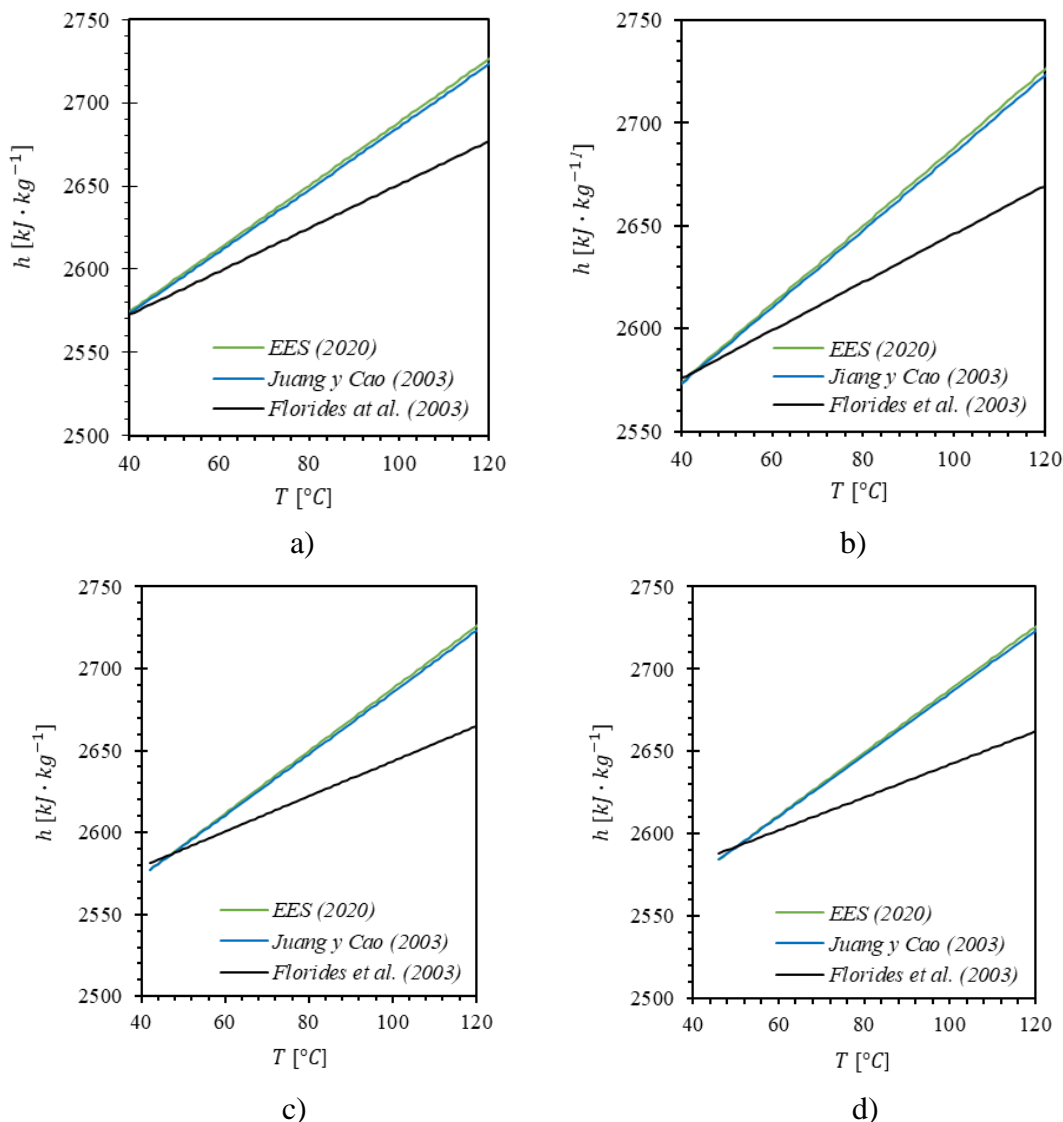 2750
2700
2650
2600
2550
2500
h [kJ · kg⁻¹]
EES (2020)
Juang y Cao (2003)
Florides at al. (2003)
40 60 80 100 120
T [°C]
a)
2750
2700
2650
2600
2550
h [kJ · kg⁻¹ᴶ]
EES (2020)
Jiang y Cao (2003)
Florides et al. (2003)
40 60 80 100 120
T [°C]
b)
2750
2700
2650
2600
2550
2500
h [kJ · kg⁻¹]
EES (2020)
Juang y Cao (2003)
Florides et al. (2003)
40 60 80 100 120
T [°C]
c)
2750
2700
2650
2600
2550
2500
h [kJ · kg⁻¹]
EES (2020)
Juang y Cao (2003)
Florides et al. (2003)
40 60 80 100 120
T [°C]
d)